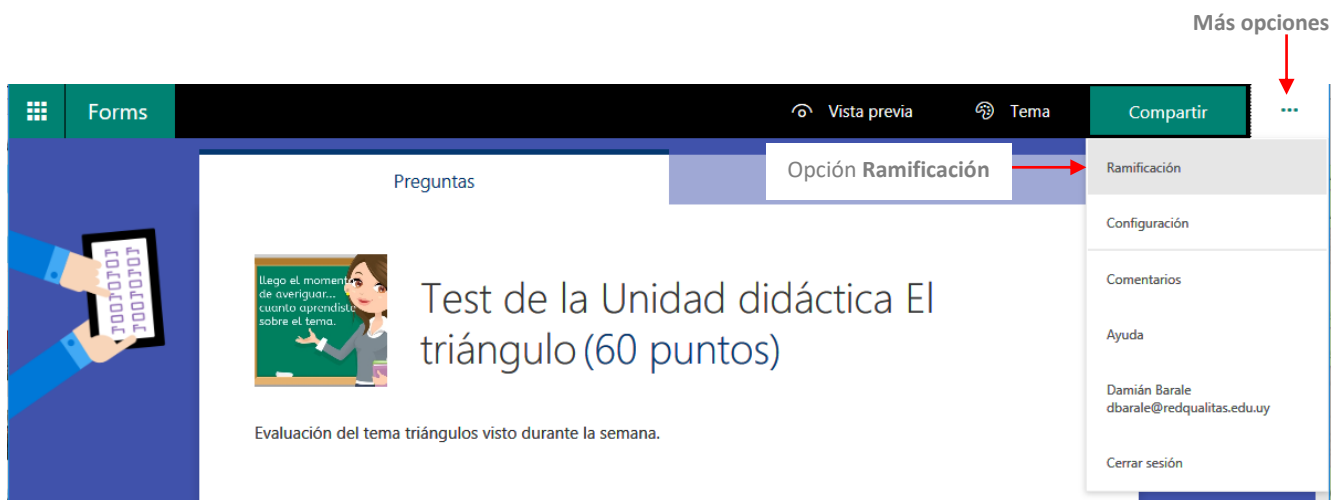 Más opciones
Forms
Vista previa
Tema
Compartir
Preguntas
Opción Ramificación
Ramificación
Configuración
Comentarios
Ayuda
Damián Barale
dbarale@redqualitas.edu.uy
Cerrar sesión
Llego el momento
de averiguar...
cuanto aprendiste
sobre el tema.
Test de la Unidad didáctica El
triángulo (60 puntos)
Evaluación del tema triángulos visto durante la semana.